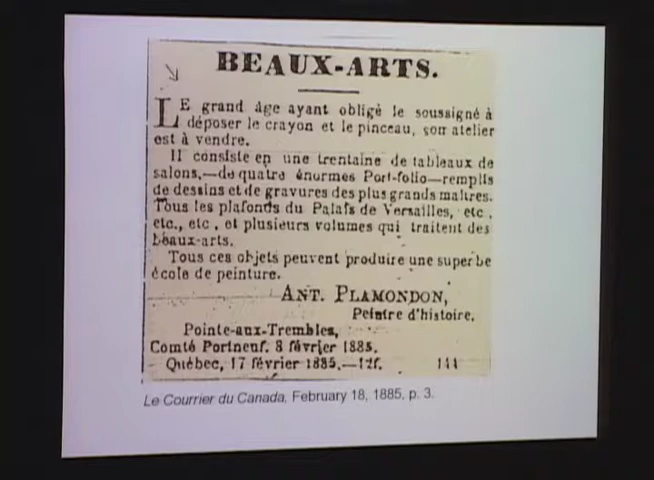 BEAUX-ARTS.
LE grand âge ayant obligé le soussigné à
déposer le crayon et le pinceau, son atelier
est à vendre.
Il consiste en une trentaine de tableaux de
salons,—de quatre énormes Port-folio—remplis
de dessins et de gravures des plus grands maîtres.
Tous les plafonds du Palais de Versailles, etc,
etc., etc, et plusieurs volumes qui traitent des
beaux-arts.
Tous ces objets peuvent produire une superbe
école de peinture.
ANT. PLAMONDON,
Peintre d'histoire.
Pointe-aux-Trembles,
Comté Portneuf. 8 février 1885.
Québec, 17 février 1885.—12f. 144
Le Courrier du Canada, February 18, 1885, p. 3.